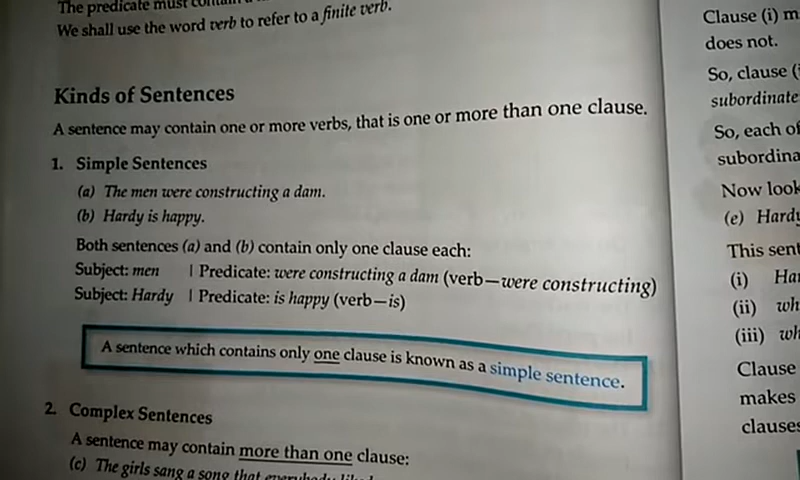 The predicate must contain a
We shall use the word verb to refer to a finite verb.
Kinds of Sentences
A sentence may contain one or more verbs, that is one or more than one clause.
1. Simple Sentences
(a) The men were constructing a dam.
(b) Hardy is happy.
Both sentences (a) and (b) contain only one clause each:
Subject: men | Predicate: were constructing a dam (verb—were constructing)
Subject: Hardy | Predicate: is happy (verb—is)
A sentence which contains only one clause is known as a simple sentence.
2. Complex Sentences
A sentence may contain more than one clause:
(c) The girls sang a song that everybody liked
Clause (i) m
does not.
So, clause (
subordinate
So, each of
subordina
Now look
(e) Hardy
This sent
(i) Har
(ii) wh
(iii) wh
Clause
makes
clauses